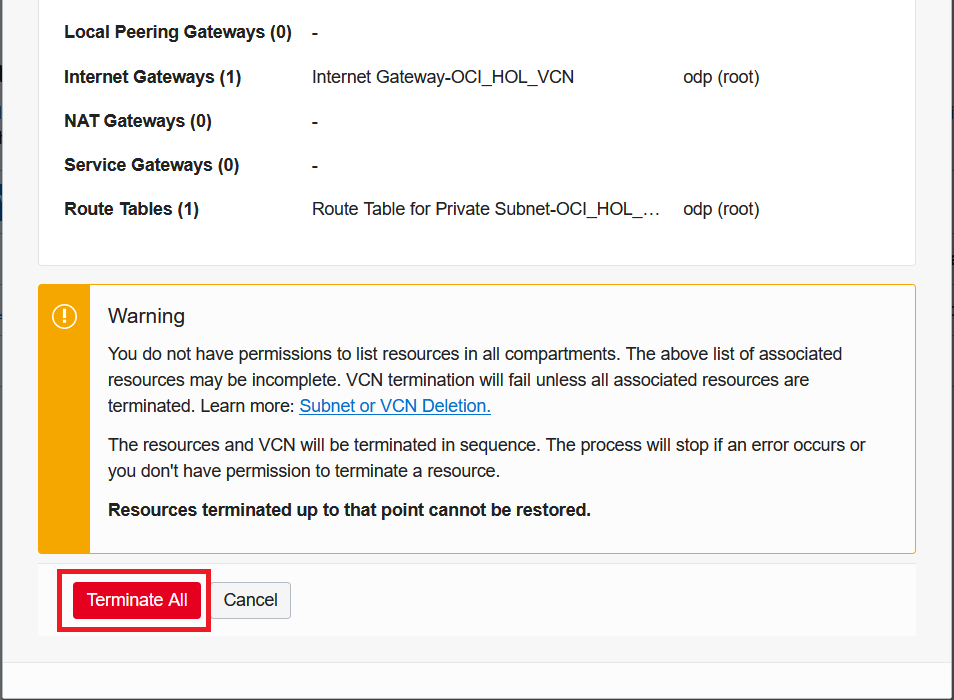 Local Peering Gateways (0) -
Internet Gateways (1) Internet Gateway-OCI_HOL_VCN odp (root)
NAT Gateways (0) -
Service Gateways (0) -
Route Tables (1) Route Table for Private Subnet-OCI_HOL_… odp (root)
Warning
You do not have permissions to list resources in all compartments. The above list of associated
resources may be incomplete. VCN termination will fail unless all associated resources are
terminated. Learn more: Subnet or VCN Deletion.
The resources and VCN will be terminated in sequence. The process will stop if an error occurs or
you don't have permission to terminate a resource.
Resources terminated up to that point cannot be restored.
Terminate All Cancel